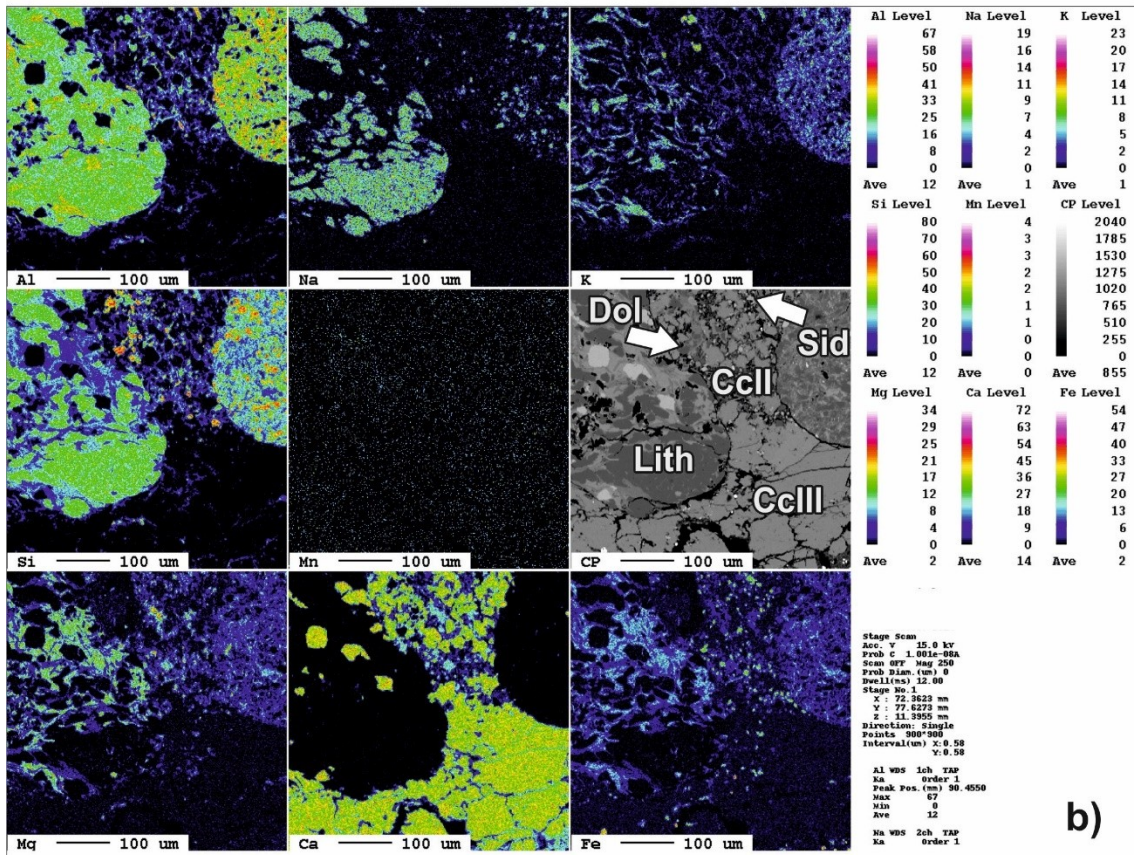 Al
100 um
Na
100 um
K
100 um
Si
100 um
Mn
100 um
Dol
Sid
CcII
Lith
CcIII
CP
100 um
Mg
100 um
Ca
100 um
Fe
100 um
Al Level
67
58
50
41
33
25
16
8
0
Ave 12
Na Level
19
16
14
11
9
7
4
2
0
Ave 1
K Level
23
20
17
14
11
8
5
2
0
Ave 1
Si Level
80
70
60
50
40
30
20
10
0
Ave 12
Mn Level
4
3
3
2
2
1
1
0
0
Ave 0
CP Level
2040
1785
1530
1275
1020
765
510
255
0
Ave 855
Mg Level
34
29
25
21
17
12
8
4
0
Ave 2
Ca Level
72
63
54
45
36
27
18
9
0
Ave 14
Fe Level
54
47
40
33
27
20
13
6
0
Ave 2
Stage Scan
Acc. V 15.0 kv
Prob C 1.001e-08A
Scan OFF Mag 250
Prob Diam.(um) 0
Dwell(ms) 12.00
Stage No.1
X : 72.3623 mm
Y : 77.6273 mm
Z : 11.3955 mm
Direction: Single
Points 900*900
Interval(um) X:0.58
Y:0.58
Al WDS 1ch TAP
Ka Order 1
Peak Pos.(mm) 90.4550
Max 67
Min 0
Ave 12
Na WDS 2ch TAP
Ka Order 1
b)